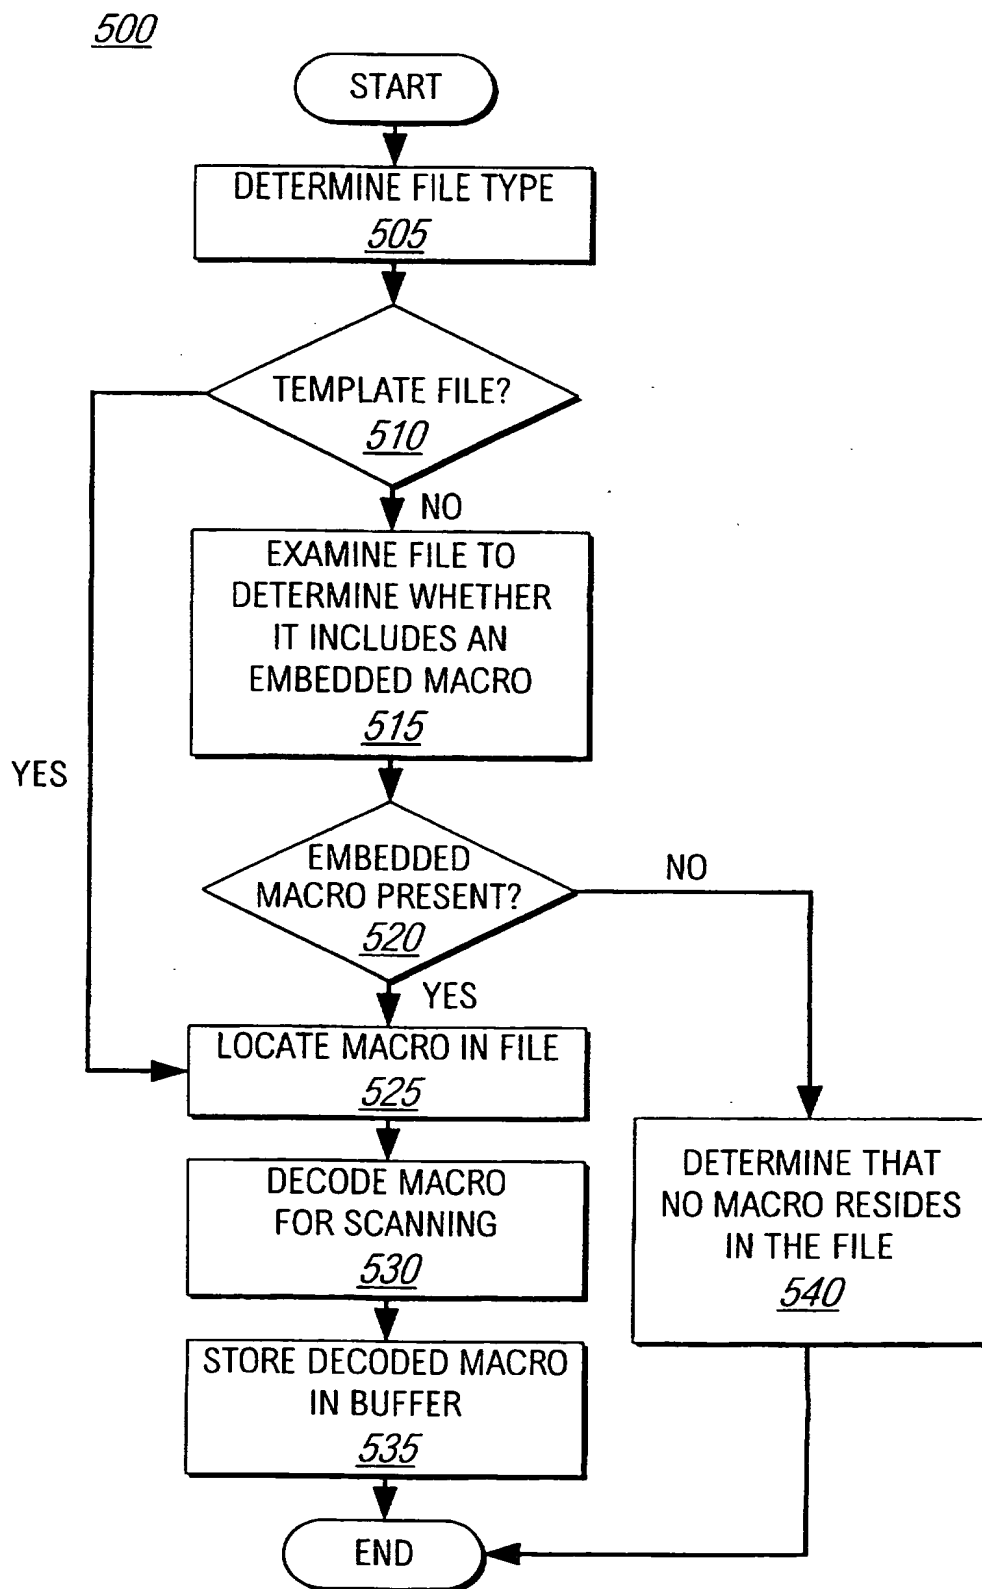 500
START
DETERMINE FILE TYPE
505
TEMPLATE FILE?
510
NO
EXAMINE FILE TO
DETERMINE WHETHER
IT INCLUDES AN
EMBEDDED MACRO
515
YES
EMBEDDED
MACRO PRESENT?
520
NO
YES
LOCATE MACRO IN FILE
525
DECODE MACRO
FOR SCANNING
530
DETERMINE THAT
NO MACRO RESIDES
IN THE FILE
540
STORE DECODED MACRO
IN BUFFER
535
END